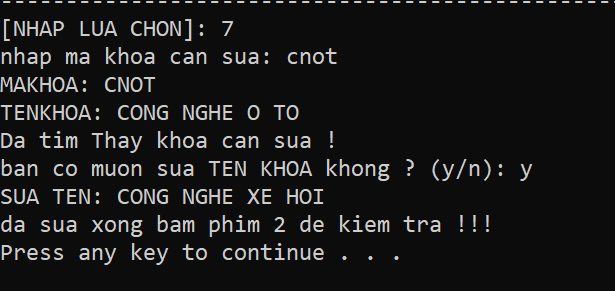 [NHAP LUA CHON]: 7
nhap ma khoa can sua: cnot
MAKHOA: CNOT
TENKHOA: CONG NGHE O TO
Da tim Thay khoa can sua !
ban co muon sua TEN KHOA khong ? (y/n): y
SUA TEN: CONG NGHE XE HOI
da sua xong bam phim 2 de kiem tra !!!
Press any key to continue . . .